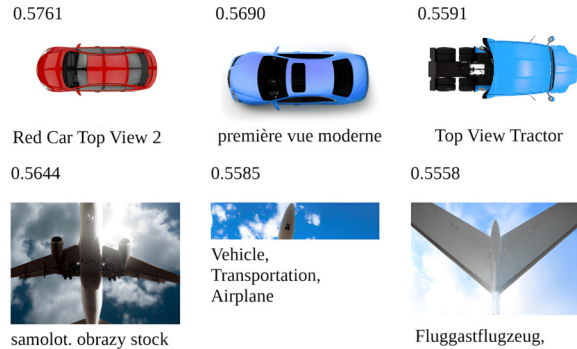 0.5761
0.5690
0.5591
Red Car Top View 2
première vue moderne
Top View Tractor
0.5644
0.5585
0.5558
Vehicle,
Transportation,
Airplane
samolot. obrazy stock
Fluggastflugzeug,